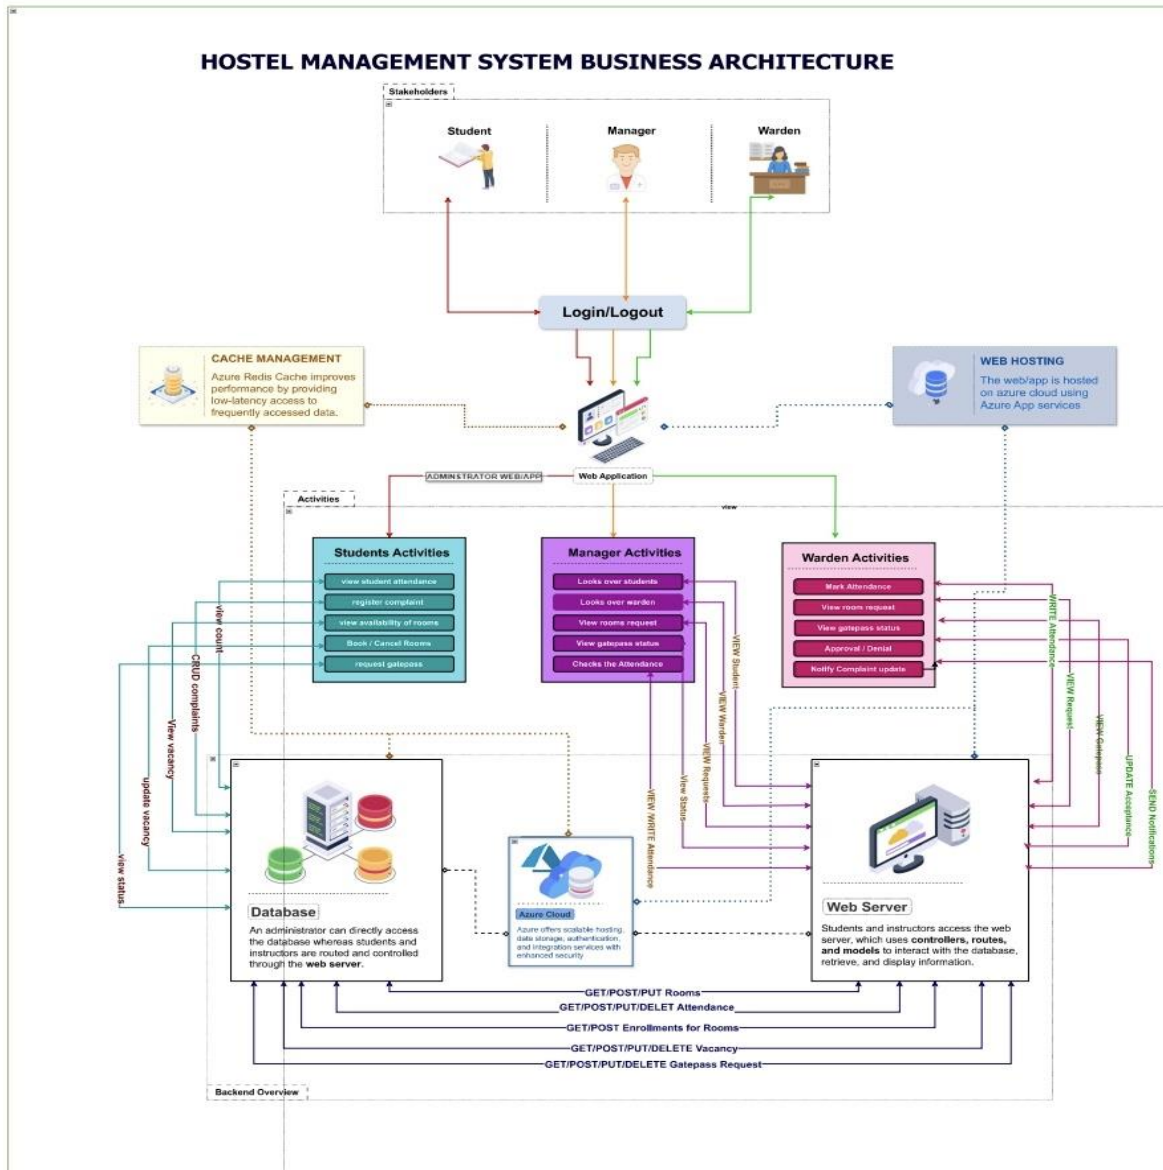 HOSTEL MANAGEMENT SYSTEM BUSINESS ARCHITECTURE
Stakeholders
Student
Manager
Warden
Login/Logout
CACHE MANAGEMENT
Azure Redis Cache improves
performance by providing
low-latency access to
frequently accessed data.
WEB HOSTING
The web/app is hosted
on azure cloud using
Azure App services
ADMINSTRATOR WEB/APP
Web Application
Activities
view
Students Activities
view student attendance
register complaint
view availability of rooms
Book / Cancel Rooms
request gatepass
Manager Activities
Looks over students
Looks over warden
View rooms request
View gatepass status
Checks the Attendance
Warden Activities
Mark Attendance
View room request
View gatepass status
Approval / Denial
Notify Complaint update
view count
CRUD complaints
View vacancy
update vacancy
view status
VIEW Student
VIEW Warden
VIEW Requests
View Status
VIEW /WRITE Attendance
WRITE Attendance
VIEW Request
VIEW Gatepass
UPDATE Acceptance
SEND Notifications
Database
An administrator can directly access
the database whereas students and
instructors are routed and controlled
through the web server.
Azure Cloud
Azure offers scalable hosting,
data storage, authentication,
and integration services with
enhanced security
Web Server
Students and instructors access the web
server, which uses controllers, routes,
and models to interact with the database,
retrieve, and display information.
GET/POST/PUT Rooms
GET/POST/PUT/DELET Attendance
GET/POST Enrollments for Rooms
GET/POST/PUT/DELETE Vacancy
GET/POST/PUT/DELETE Gatepass Request
Backend Overview